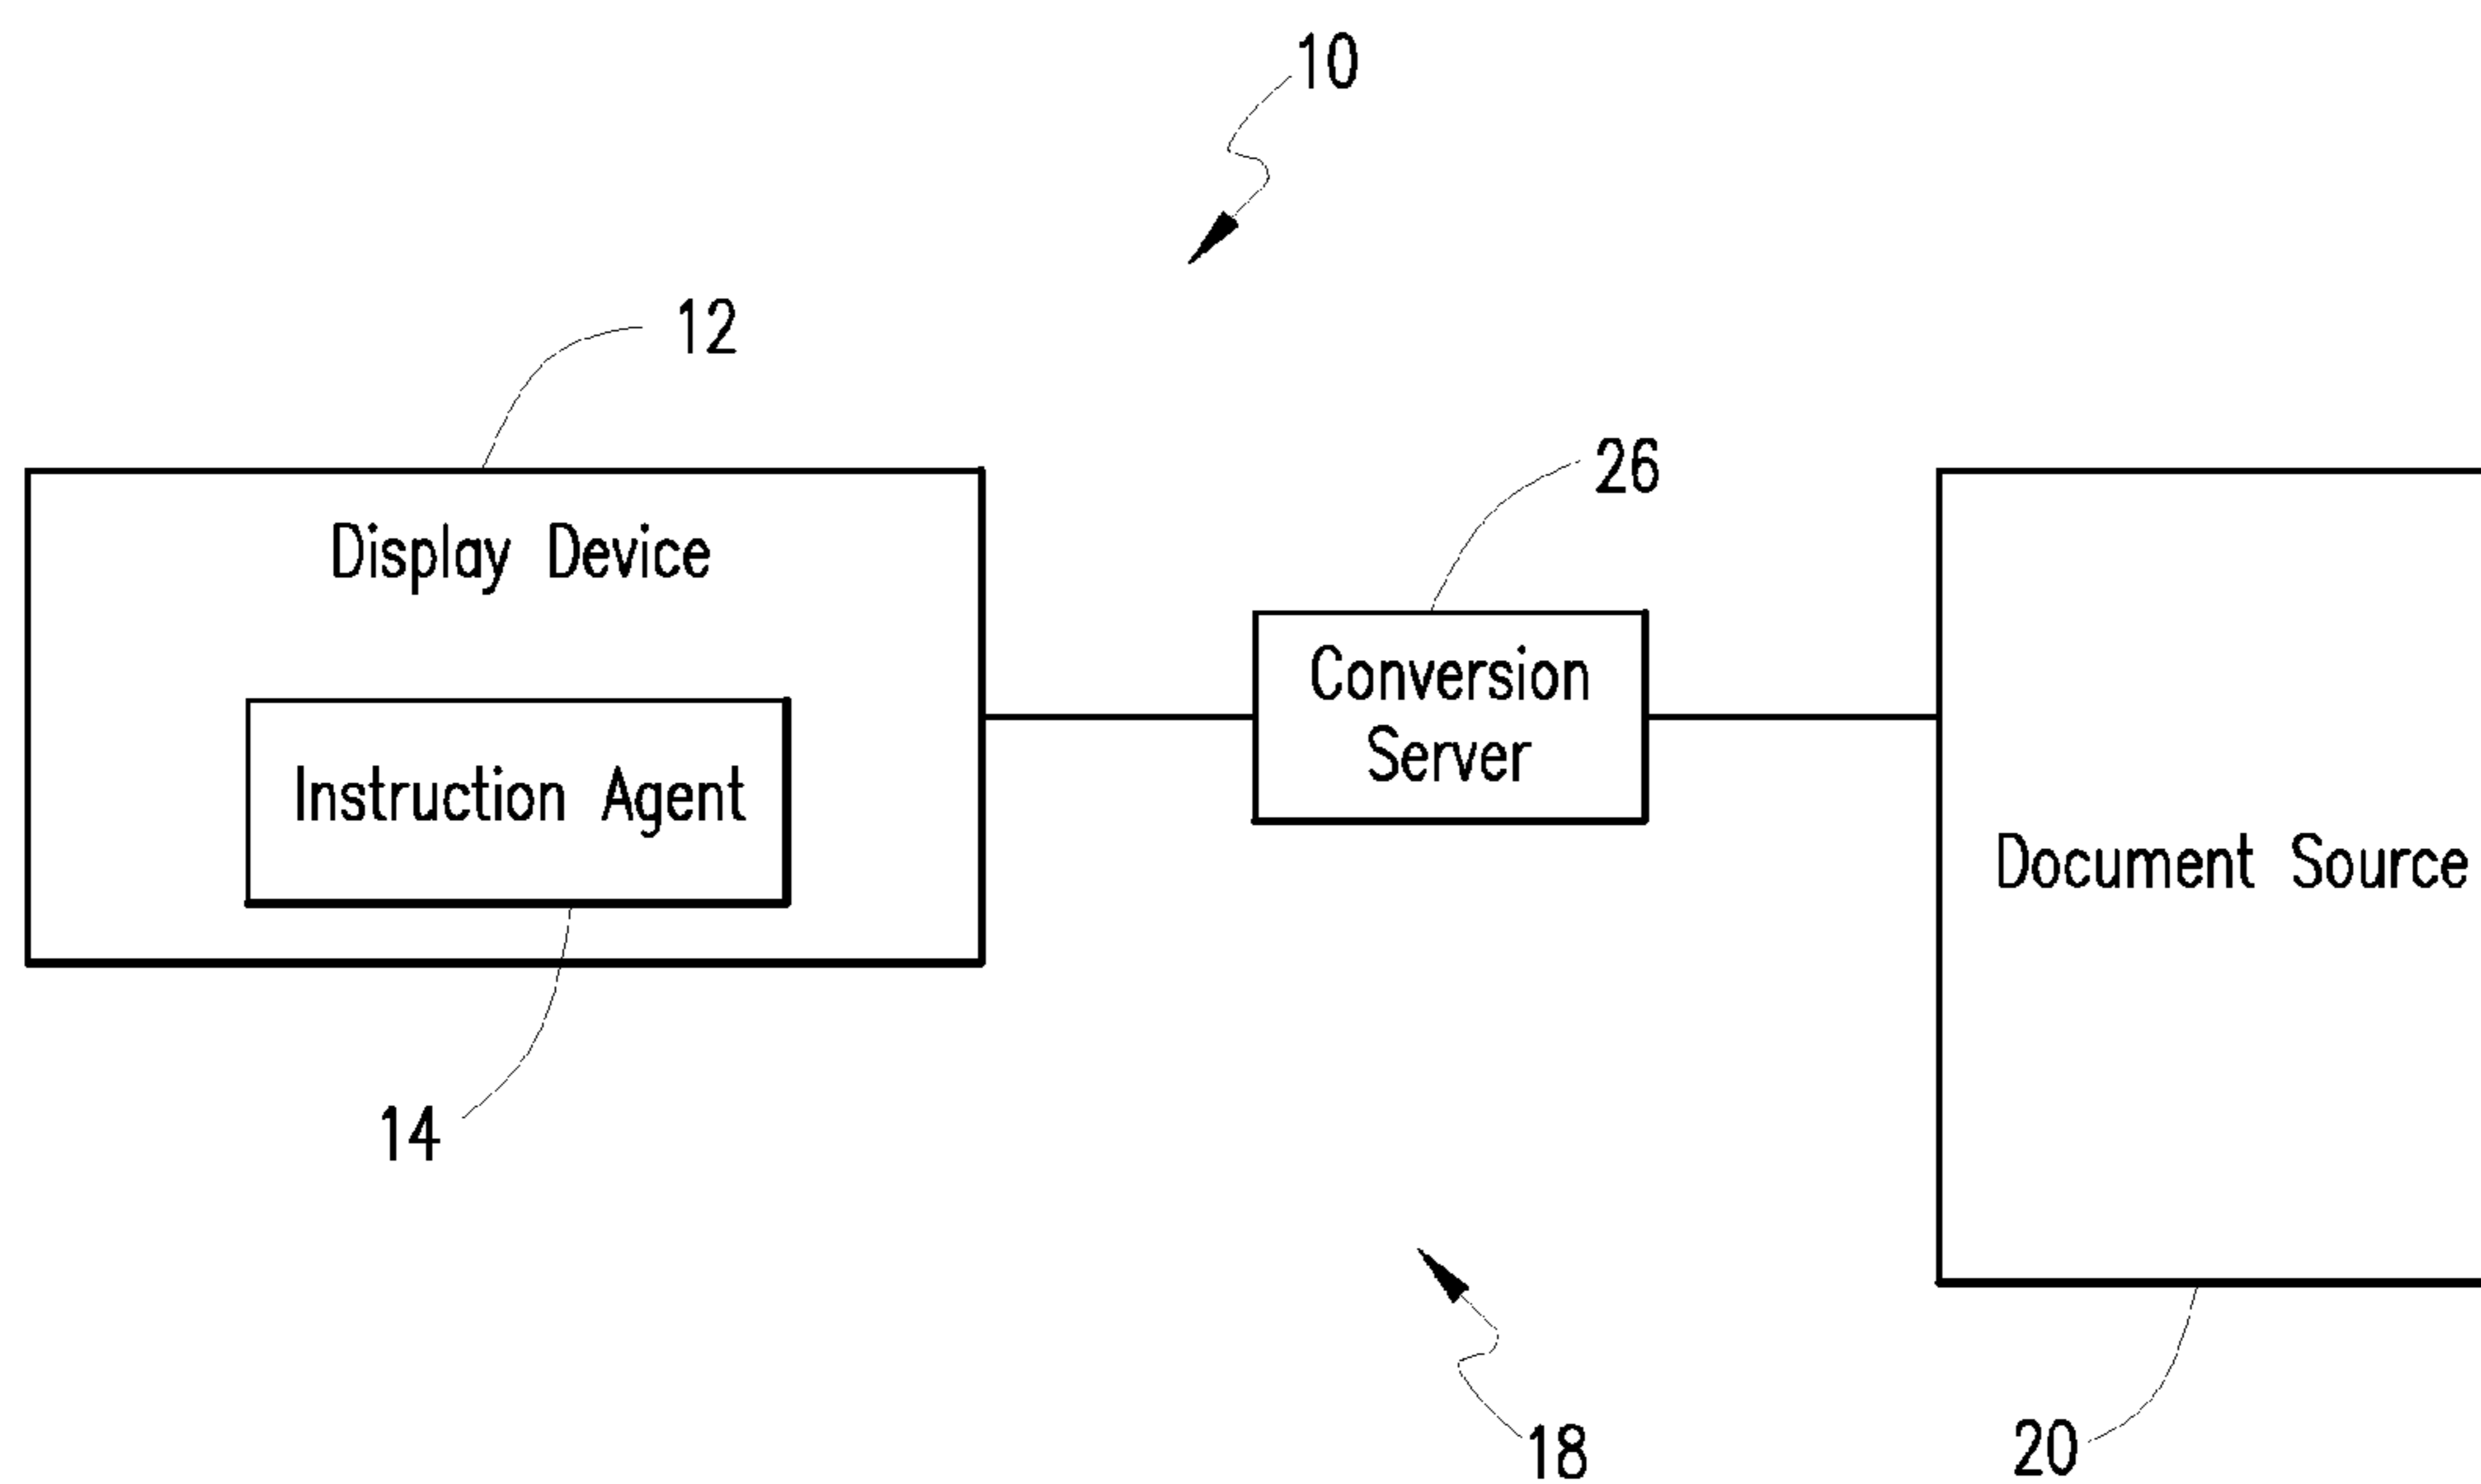 10
12
26
Display Device
Conversion
Server
Instruction Agent
Document Source
14
18
20